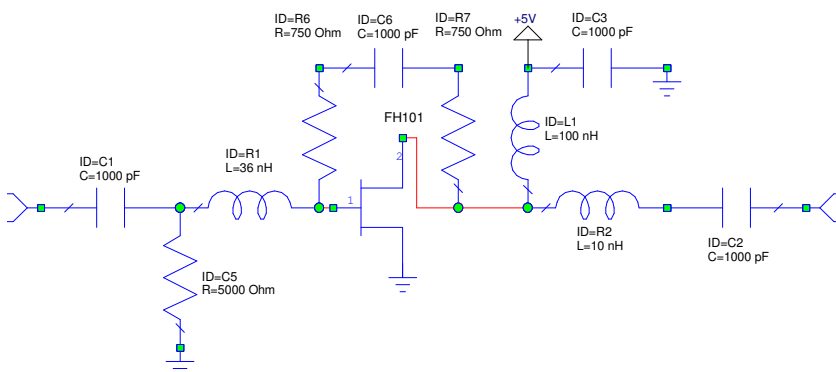 ID=R6
R=750 Ohm
ID=C6
C=1000 pF
ID=R7
R=750 Ohm
+5V
ID=C3
C=1000 pF
FH101
ID=L1
L=100 nH
2
ID=C1
C=1000 pF
ID=R1
L=36 nH
1
ID=R2
L=10 nH
ID=C2
C=1000 pF
ID=C5
R=5000 Ohm